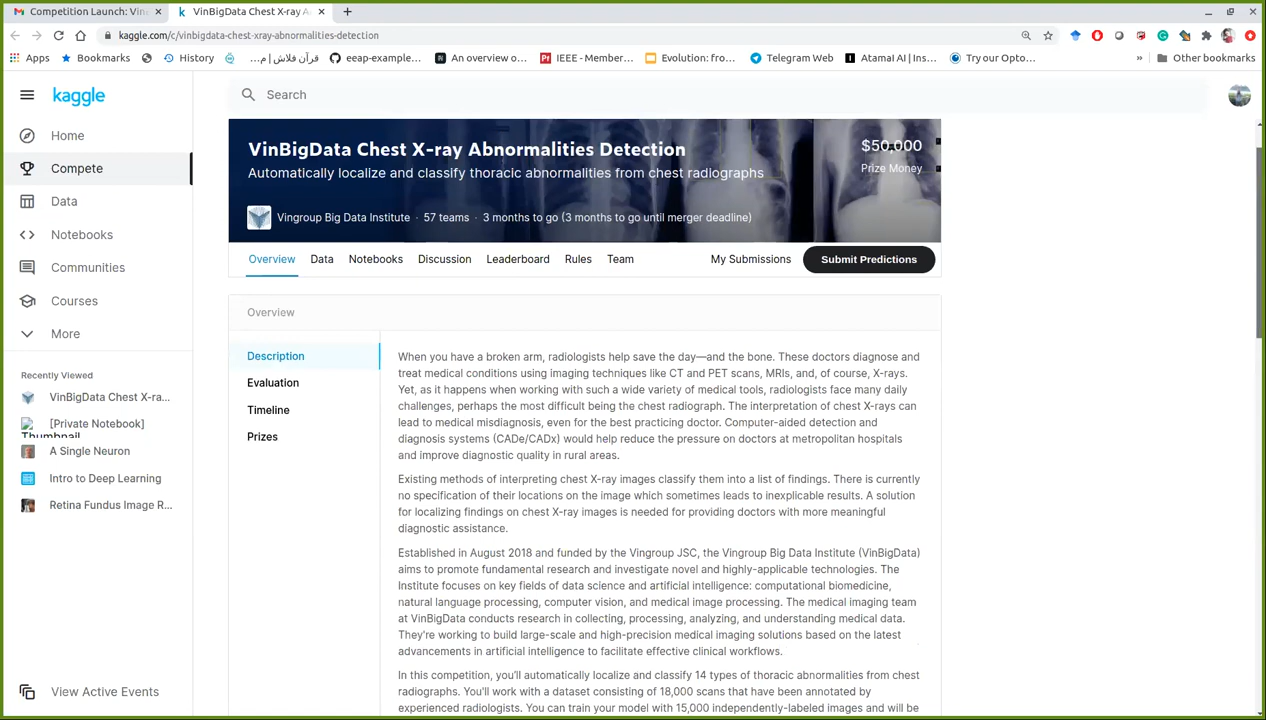 Competition Launch: Vin
VinBigData Chest X-ray A
kaggle.com/c/vinbigdata-chest-xray-abnormalities-detection
Apps
Bookmarks
History
قرآن فلاش | م...
eeap-example...
An overview o...
IEEE - Member...
Evolution: Fro...
Telegram Web
AtamaI AI | Ins...
Try our Opto...
»
Other bookmarks
kaggle
Search
Home
Compete
Data
Notebooks
Communities
Courses
More
Recently Viewed
VinBigData Chest X-ra...
[Private Notebook]
Thumbnail
A Single Neuron
Intro to Deep Learning
Retina Fundus Image R...
View Active Events
VinBigData Chest X-ray Abnormalities Detection
Automatically localize and classify thoracic abnormalities from chest radiographs
$50,000
Prize Money
Vingroup Big Data Institute · 57 teams · 3 months to go (3 months to go until merger deadline)
Overview Data Notebooks Discussion Leaderboard Rules Team My Submissions Submit Predictions
Overview
Description
Evaluation
Timeline
Prizes
When you have a broken arm, radiologists help save the day—and the bone. These doctors diagnose and
treat medical conditions using imaging techniques like CT and PET scans, MRIs, and, of course, X-rays.
Yet, as it happens when working with such a wide variety of medical tools, radiologists face many daily
challenges, perhaps the most difficult being the chest radiograph. The interpretation of chest X-rays can
lead to medical misdiagnosis, even for the best practicing doctor. Computer-aided detection and
diagnosis systems (CADe/CADx) would help reduce the pressure on doctors at metropolitan hospitals
and improve diagnostic quality in rural areas.
Existing methods of interpreting chest X-ray images classify them into a list of findings. There is currently
no specification of their locations on the image which sometimes leads to inexplicable results. A solution
for localizing findings on chest X-ray images is needed for providing doctors with more meaningful
diagnostic assistance.
Established in August 2018 and funded by the Vingroup JSC, the Vingroup Big Data Institute (VinBigData)
aims to promote fundamental research and investigate novel and highly-applicable technologies. The
Institute focuses on key fields of data science and artificial intelligence: computational biomedicine,
natural language processing, computer vision, and medical image processing. The medical imaging team
at VinBigData conducts research in collecting, processing, analyzing, and understanding medical data.
They're working to build large-scale and high-precision medical imaging solutions based on the latest
advancements in artificial intelligence to facilitate effective clinical workflows.
In this competition, you'll automatically localize and classify 14 types of thoracic abnormalities from chest
radiographs. You'll work with a dataset consisting of 18,000 scans that have been annotated by
experienced radiologists. You can train your model with 15,000 independently-labeled images and will be